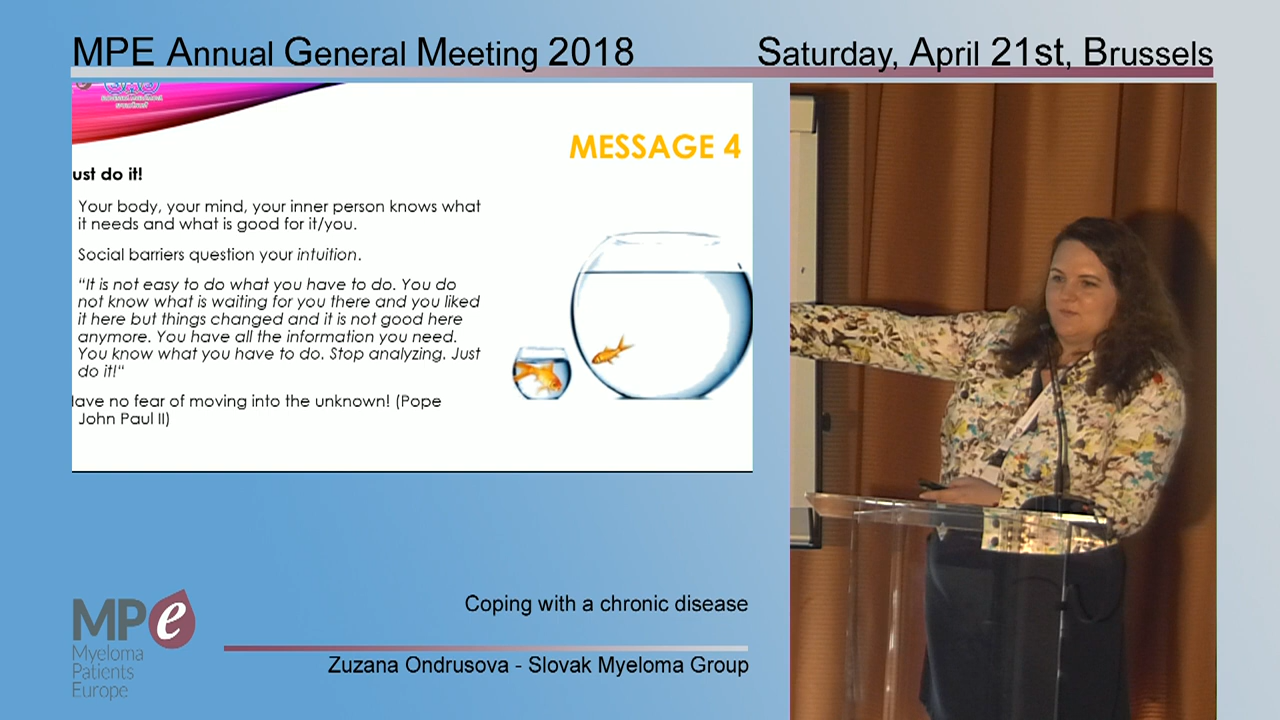 MPE Annual General Meeting 2018
Saturday, April 21st, Brussels
MESSAGE 4
ust do it!
Your body, your mind, your inner person knows what
it needs and what is good for it/you.
Social barriers question your intuition.
“It is not easy to do what you have to do. You do
not know what is waiting for you there and you liked
it here but things changed and it is not good here
anymore. You have all the information you need.
You know what you have to do. Stop analyzing. Just
do it!“
ave no fear of moving into the unknown! (Pope
John Paul II)
Coping with a chronic disease
Zuzana Ondrusova - Slovak Myeloma Group
MPe
Myeloma
Patients
Europe